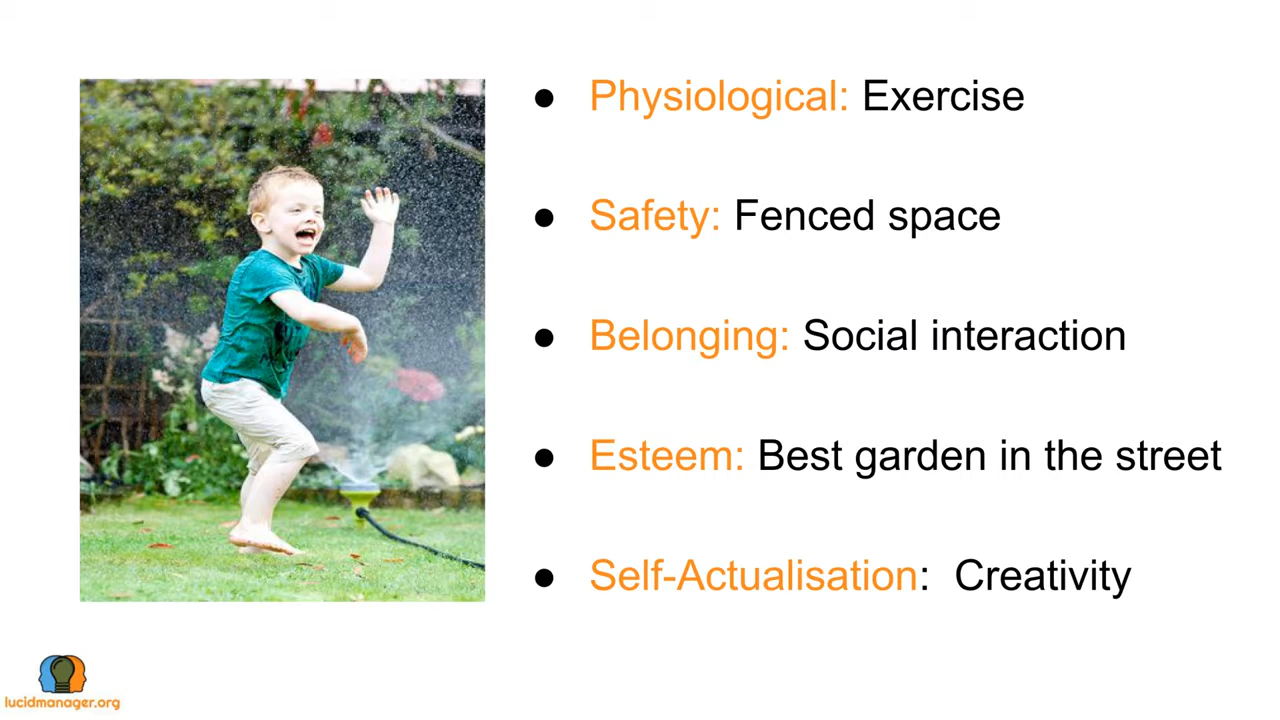 ● Physiological: Exercise
● Safety: Fenced space
● Belonging: Social interaction
● Esteem: Best garden in the street
● Self-Actualisation:  Creativity
lucidmanager.org